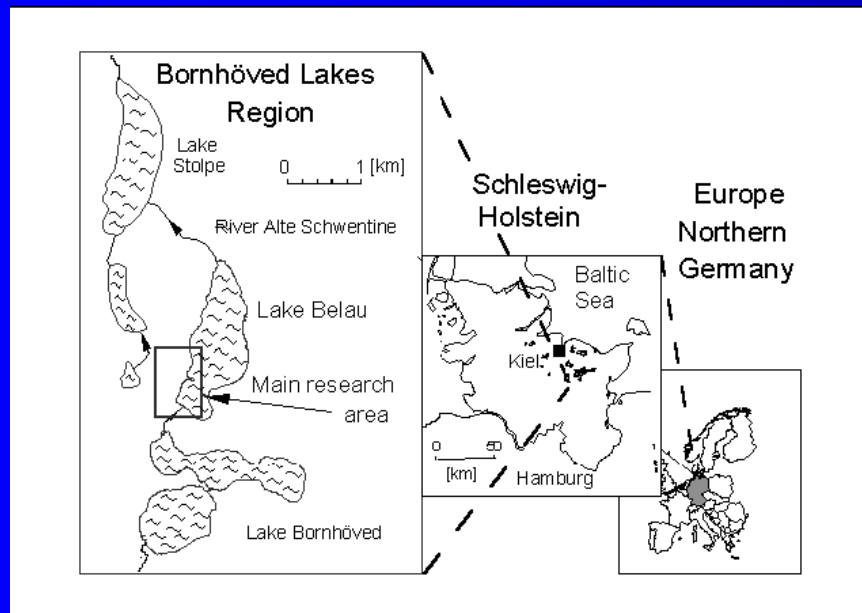 Bornhöved Lakes
Region
Lake
Stolpe
0 1 [km]
River Alte Schwentine
Lake Belau
Main research
area
Lake Bornhöved
Schleswig-
Holstein
Baltic
Sea
Kiel
0 50
[km]
Hamburg
Europe
Northern
Germany